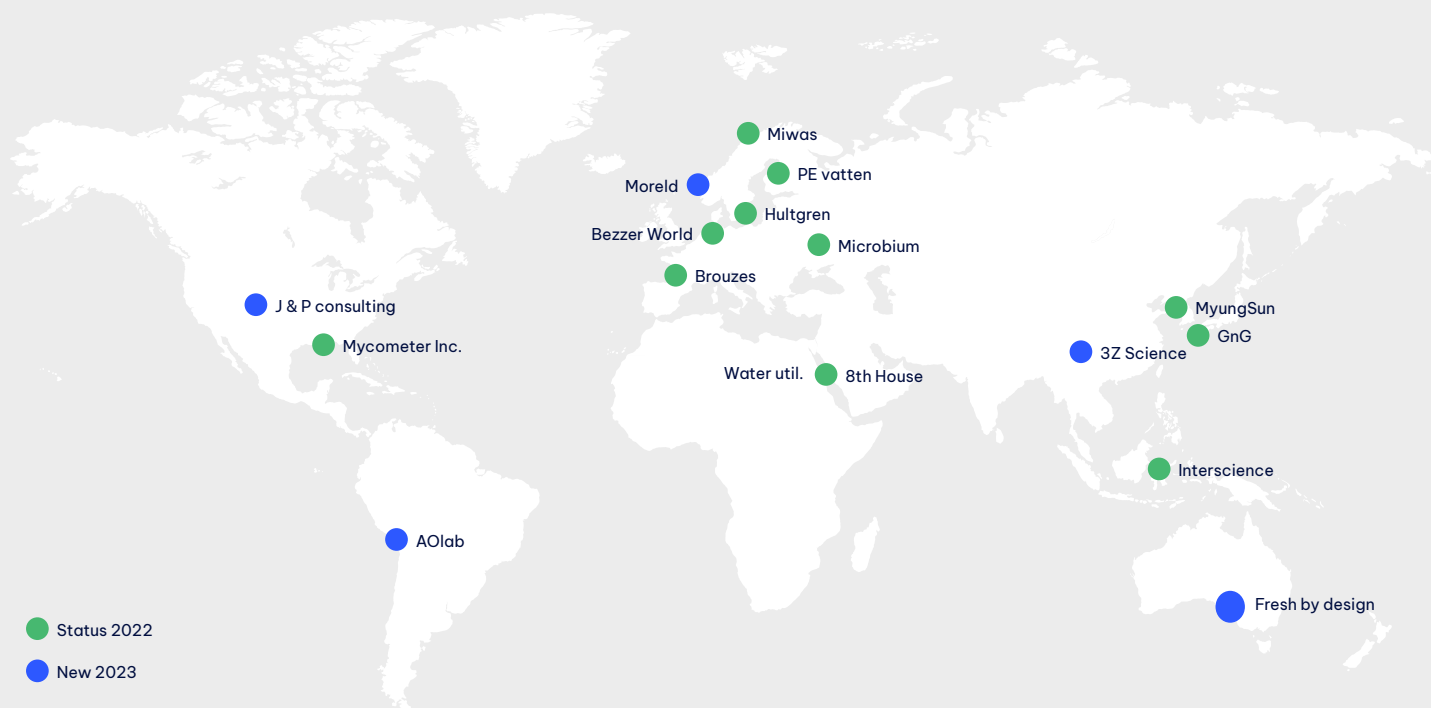 Miwas
PE vatten
Moreld
Hultgren
Bezzer World
Microbium
Brouzes
J & P consulting
MyungSun
GnG
Mycometer Inc.
3Z Science
Water util.
8th House
Interscience
AOlab
Fresh by design
Status 2022
New 2023